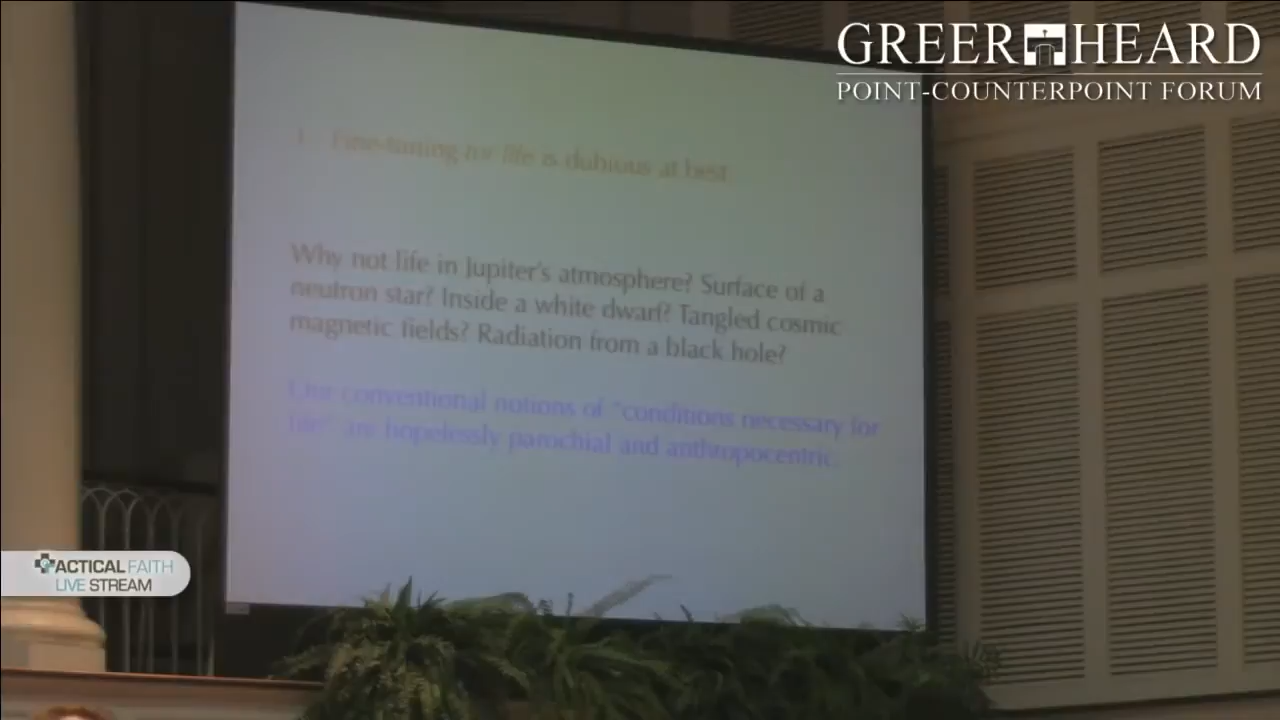 GREER HEARD
POINT-COUNTERPOINT FORUM
1. Fine-tuning for life is dubious at best
Why not life in Jupiter's atmosphere? Surface of a
neutron star? Inside a white dwarf? Tangled cosmic
magnetic fields? Radiation from a black hole?
Our conventional notions of "conditions necessary for
life" are hopelessly parochial and anthropocentric.
TACTICAL FAITH
LIVE STREAM